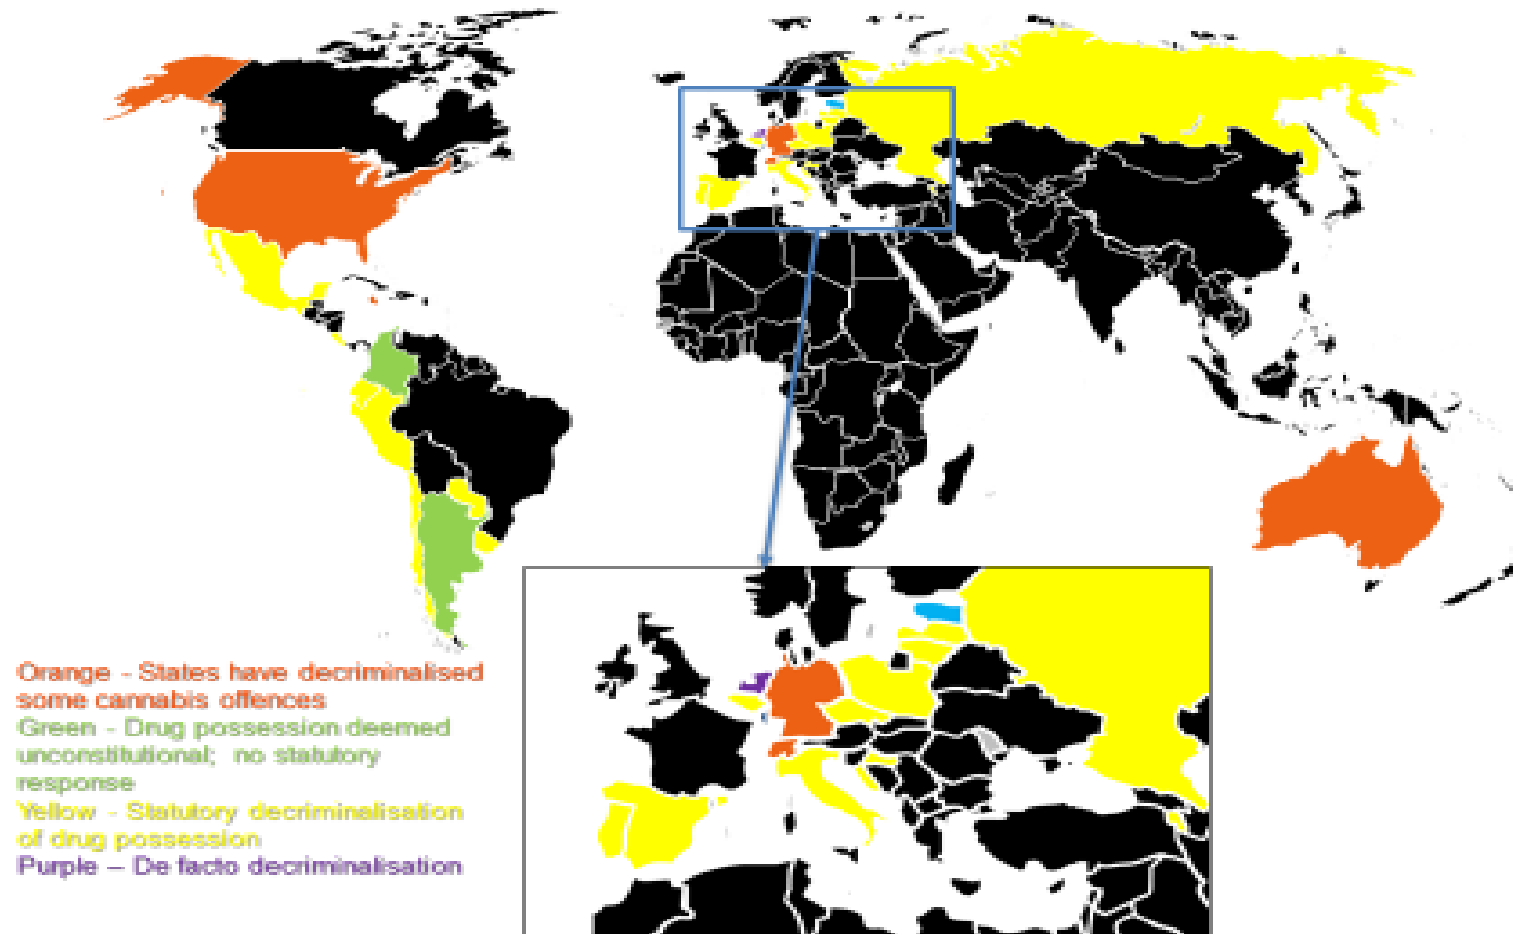 Orange - States have decriminalised
some cannabis offences
Green - Drug possession deemed
unconstitutional;  no statutory
response
Yellow - Statutory decriminalisation
of drug possession
Purple – De facto decriminalisation